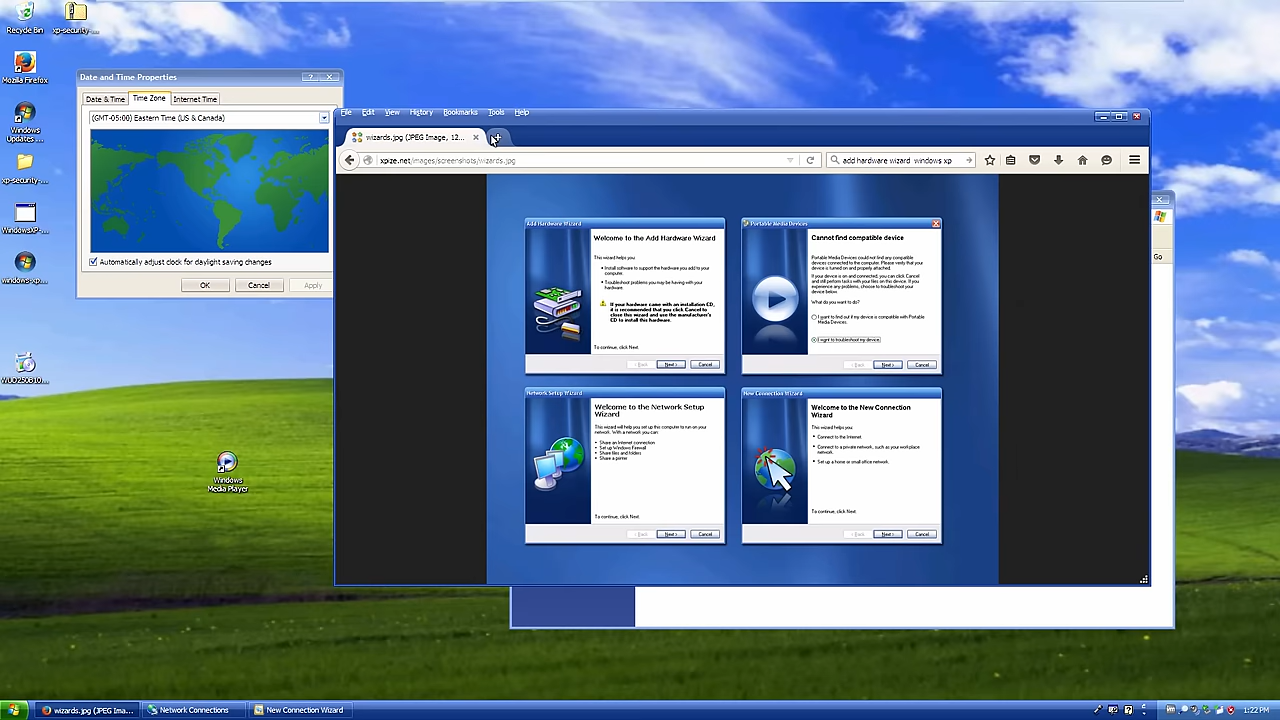 Recycle Bin
xp-security-...
Mozilla Firefox
Windows
Updates...
Date and Time Properties
Date & Time
Time Zone
Internet Time
(GMT-05:00) Eastern Time (US & Canada)
Automatically adjust clock for daylight saving changes
OK
Cancel
Apply
File Edit View History Bookmarks Tools Help
wizards.jpg (JPEG Image, 12...
xpize.net/images/screenshots/wizards.jpg
add hardware wizard windows xp
Add Hardware Wizard
Welcome to the Add Hardware Wizard
This wizard helps you:
• Install software to support the hardware you add to your
computer.
• Troubleshoot problems you may be having with your
hardware.
If your hardware came with an installation CD,
it is recommended that you click Cancel to
close this wizard and use the manufacturer's
CD to install this hardware.
To continue, click Next.
< Back
Next >
Cancel
Portable Media Devices
Cannot find compatible device
Portable Media Devices could not find any compatible
devices connected to the computer. Please verify that your
device is turned on and properly attached.
If your device is on and connected, you can click Cancel
and still perform tasks with your files on this device. If you
experience any problems, choose to troubleshoot your
device below.
What do you want to do?
I want to find out if my device is compatible with Portable
Media Devices.
I want to troubleshoot my device.
< Back
Next >
Cancel
Network Setup Wizard
Welcome to the Network Setup
Wizard
This wizard will help you set up this computer to run on your
network. With a network you can:
• Share an Internet connection
• Set up Windows Firewall
• Share files and folders
• Share a printer
To continue, click Next.
< Back
Next >
Cancel
New Connection Wizard
Welcome to the New Connection
Wizard
This wizard helps you:
• Connect to the Internet.
• Connect to a private network, such as your workplace
network.
• Set up a home or small office network.
To continue, click Next.
< Back
Next >
Cancel
Go
xp-security-...
Windows
Media Player
wizards.jpg (JPEG Ima...
Network Connections
New Connection Wizard
1:22 PM